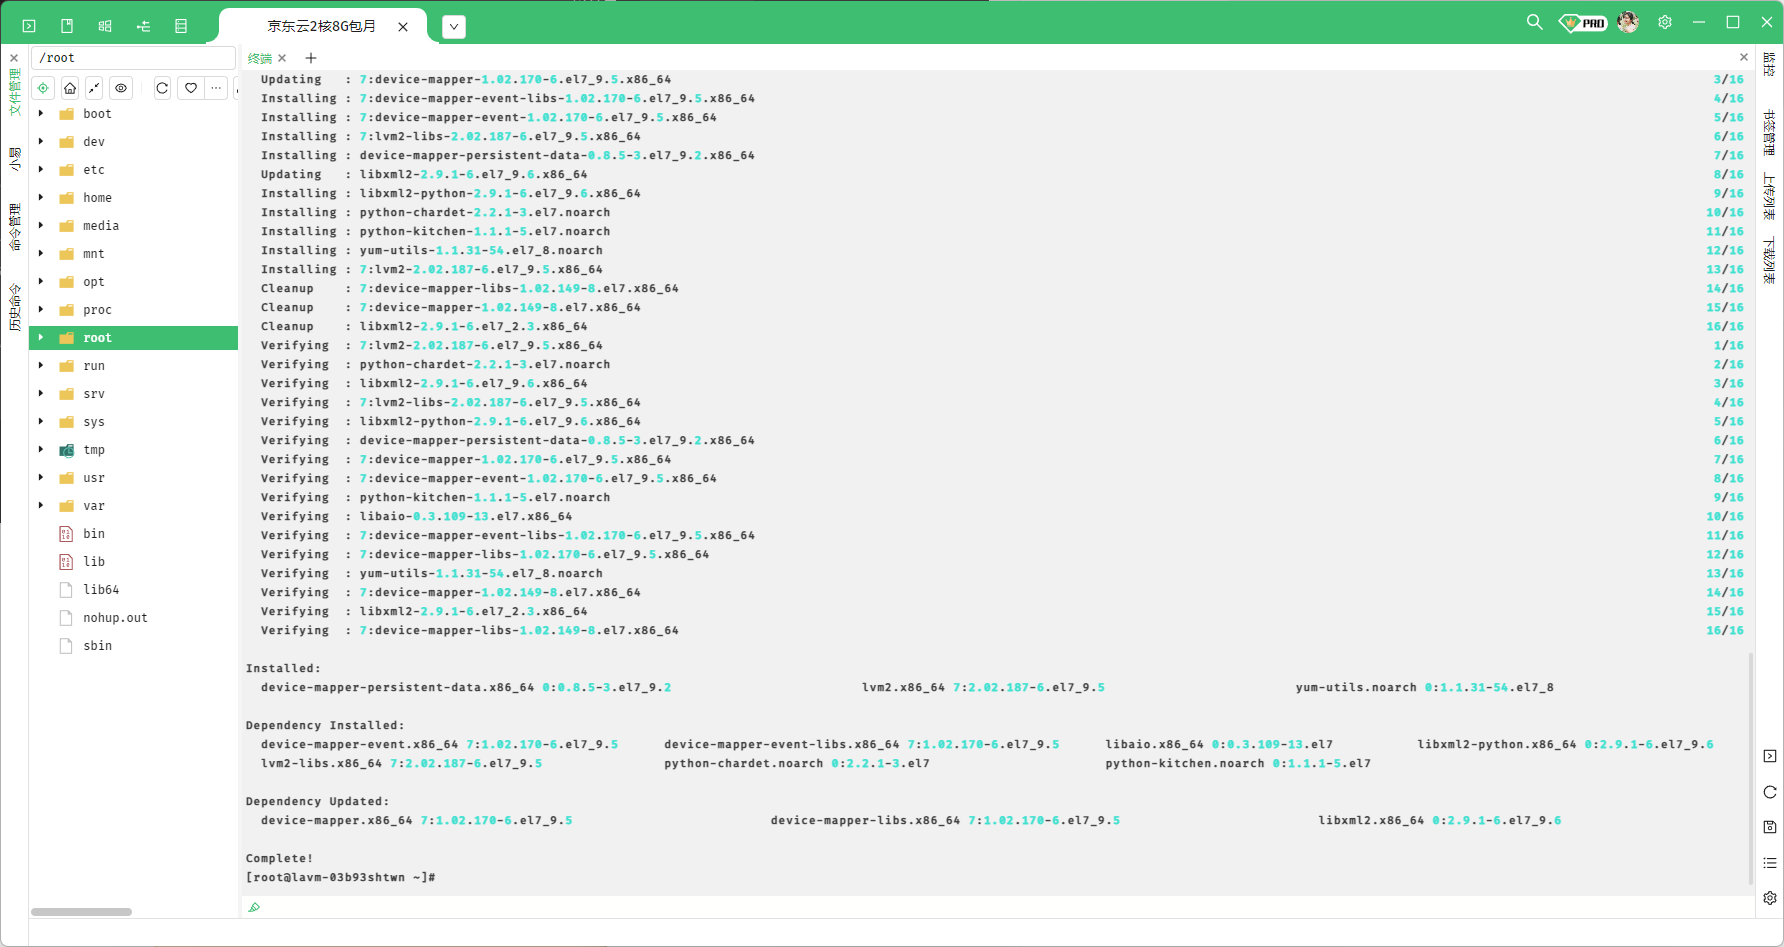 京东云2核8G包月
PRO
文件管理
小易
命令管理
历史命令
/root
boot
dev
etc
home
media
mnt
opt
proc
root
run
srv
sys
tmp
usr
var
bin
lib
lib64
nohup.out
sbin
终端
Updating : 7:device-mapper-1.02.170-6.el7_9.5.x86_64 3/16
Installing : 7:device-mapper-event-libs-1.02.170-6.el7_9.5.x86_64 4/16
Installing : 7:device-mapper-event-1.02.170-6.el7_9.5.x86_64 5/16
Installing : 7:lvm2-libs-2.02.187-6.el7_9.5.x86_64 6/16
Installing : device-mapper-persistent-data-0.8.5-3.el7_9.2.x86_64 7/16
Updating : libxml2-2.9.1-6.el7_9.6.x86_64 8/16
Installing : libxml2-python-2.9.1-6.el7_9.6.x86_64 9/16
Installing : python-chardet-2.2.1-3.el7.noarch 10/16
Installing : python-kitchen-1.1.1-5.el7.noarch 11/16
Installing : yum-utils-1.1.31-54.el7_8.noarch 12/16
Installing : 7:lvm2-2.02.187-6.el7_9.5.x86_64 13/16
Cleanup : 7:device-mapper-libs-1.02.149-8.el7.x86_64 14/16
Cleanup : 7:device-mapper-1.02.149-8.el7.x86_64 15/16
Cleanup : libxml2-2.9.1-6.el7_2.3.x86_64 16/16
Verifying : 7:lvm2-2.02.187-6.el7_9.5.x86_64 1/16
Verifying : python-chardet-2.2.1-3.el7.noarch 2/16
Verifying : libxml2-2.9.1-6.el7_9.6.x86_64 3/16
Verifying : 7:lvm2-libs-2.02.187-6.el7_9.5.x86_64 4/16
Verifying : libxml2-python-2.9.1-6.el7_9.6.x86_64 5/16
Verifying : device-mapper-persistent-data-0.8.5-3.el7_9.2.x86_64 6/16
Verifying : 7:device-mapper-1.02.170-6.el7_9.5.x86_64 7/16
Verifying : 7:device-mapper-event-1.02.170-6.el7_9.5.x86_64 8/16
Verifying : python-kitchen-1.1.1-5.el7.noarch 9/16
Verifying : libaio-0.3.109-13.el7.x86_64 10/16
Verifying : 7:device-mapper-event-libs-1.02.170-6.el7_9.5.x86_64 11/16
Verifying : 7:device-mapper-libs-1.02.170-6.el7_9.5.x86_64 12/16
Verifying : yum-utils-1.1.31-54.el7_8.noarch 13/16
Verifying : 7:device-mapper-1.02.149-8.el7.x86_64 14/16
Verifying : libxml2-2.9.1-6.el7_2.3.x86_64 15/16
Verifying : 7:device-mapper-libs-1.02.149-8.el7.x86_64 16/16
Installed:
device-mapper-persistent-data.x86_64 0:0.8.5-3.el7_9.2 lvm2.x86_64 7:2.02.187-6.el7_9.5 yum-utils.noarch 0:1.1.31-54.el7_8
Dependency Installed:
device-mapper-event.x86_64 7:1.02.170-6.el7_9.5 device-mapper-event-libs.x86_64 7:1.02.170-6.el7_9.5 libaio.x86_64 0:0.3.109-13.el7 libxml2-python.x86_64 0:2.9.1-6.el7_9.6
lvm2-libs.x86_64 7:2.02.187-6.el7_9.5 python-chardet.noarch 0:2.2.1-3.el7 python-kitchen.noarch 0:1.1.1-5.el7
Dependency Updated:
device-mapper.x86_64 7:1.02.170-6.el7_9.5 device-mapper-libs.x86_64 7:1.02.170-6.el7_9.5 libxml2.x86_64 0:2.9.1-6.el7_9.6
Complete!
[root@lavm-03b93shtwn ~]#
监控
书签管理
上传列表
下载列表